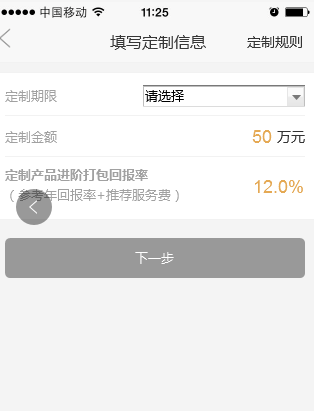 中国移动 11:25
填写定制信息 定制规则
定制期限 请选择
定制金额 50 万元
定制产品进阶打包回报率
（参考年回报率+推荐服务费） 12.0%
下一步